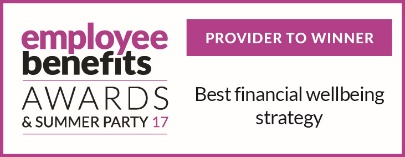 employee
benefits
AWARDS
& SUMMER PARTY 17
PROVIDER TO WINNER
Best financial wellbeing
strategy